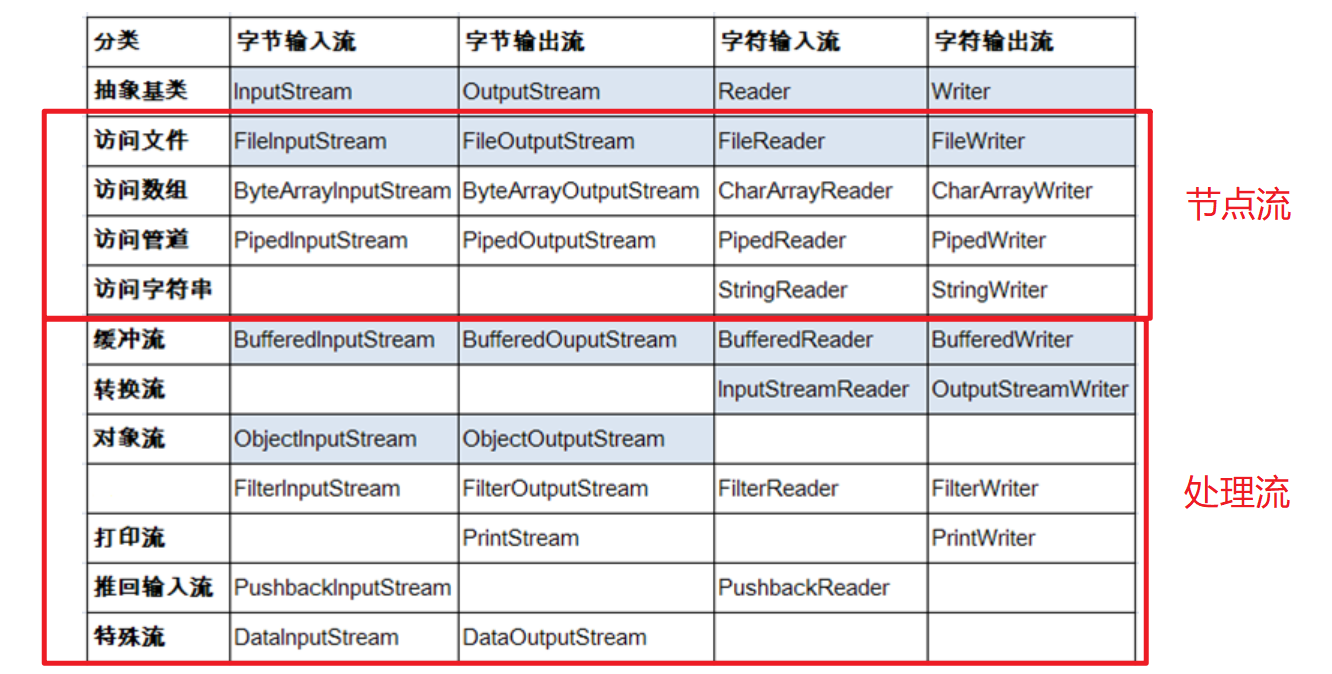 分类 字节输入流 字节输出流 字符输入流 字符输出流
抽象基类 InputStream OutputStream Reader Writer
访问文件 FileInputStream FileOutputStream FileReader FileWriter
访问数组 ByteArrayInputStream ByteArrayOutputStream CharArrayReader CharArrayWriter
访问管道 PipedInputStream PipedOutputStream PipedReader PipedWriter
访问字符串 StringReader StringWriter
节点流
缓冲流 BufferedInputStream BufferedOuputStream BufferedReader BufferedWriter
转换流 InputStreamReader OutputStreamWriter
对象流 ObjectInputStream ObjectOutputStream
FilterInputStream FilterOutputStream FilterReader FilterWriter
打印流 PrintStream PrintWriter
推回输入流 PushbackInputStream PushbackReader
特殊流 DataInputStream DataOutputStream
处理流